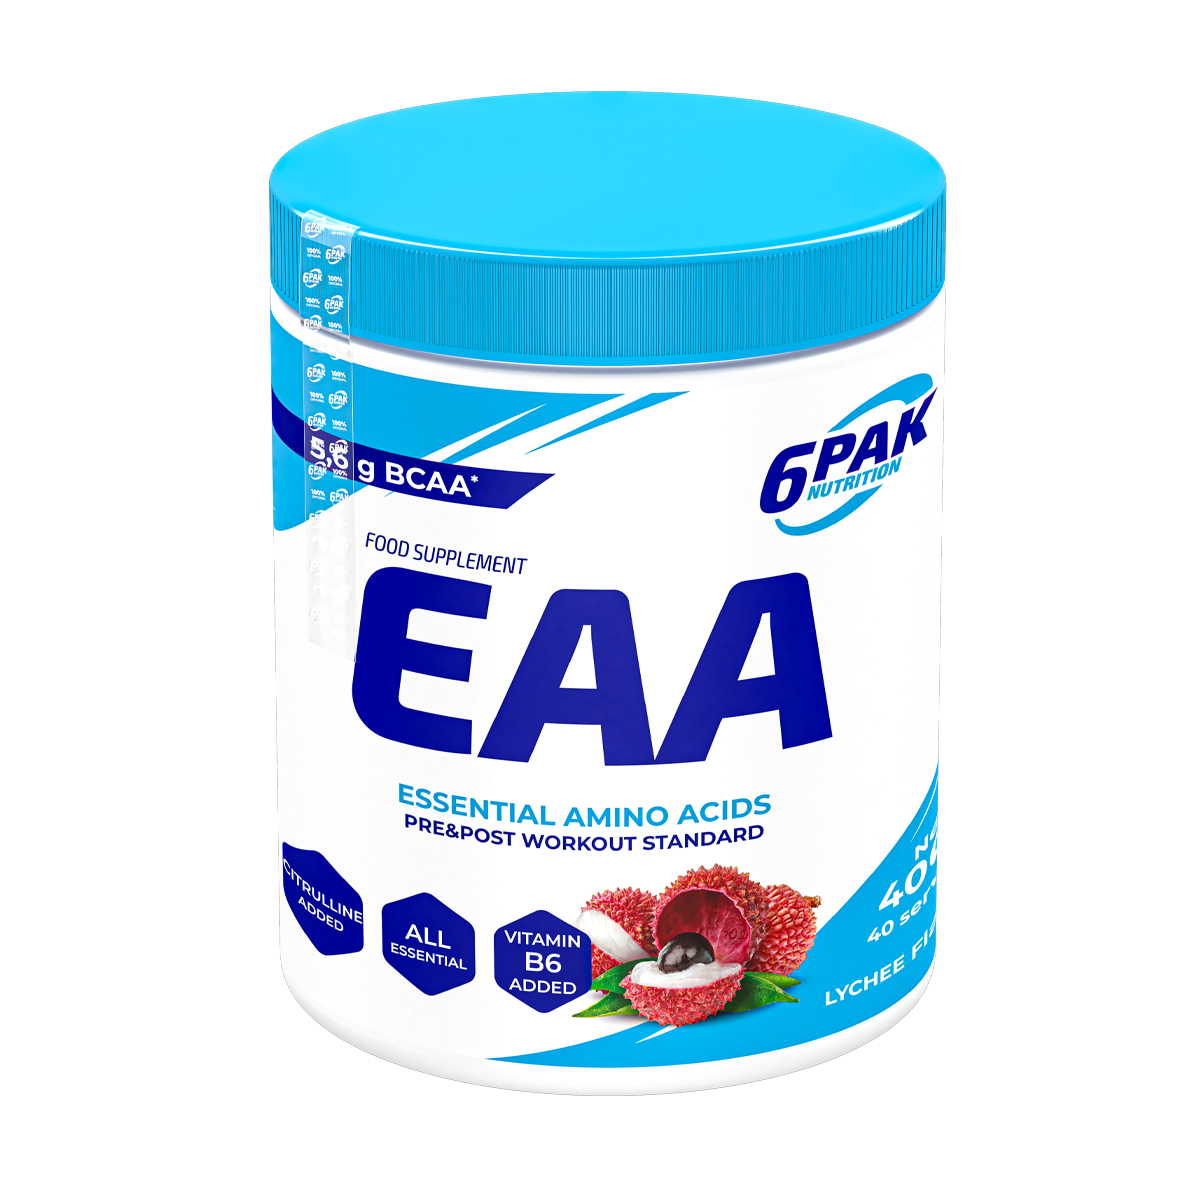 6PAK
NUTRITION
5,6 g BCAA*
FOOD SUPPLEMENT
EAA
ESSENTIAL AMINO ACIDS
PRE&POST WORKOUT STANDARD
CITRULLINE
ADDED
ALL
ESSENTIAL
VITAMIN
B6
ADDED
40
LYCHEE